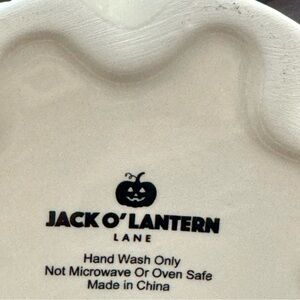 JACK O'LANTERN
LANE
Hand Wash Only
Not Microwave Or Oven Safe
Made in China